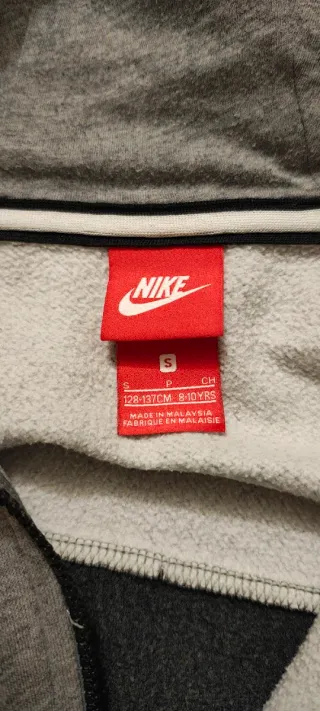 NIKE
S
S P CH
128-137CM 8-10YRS
MADE IN MALAYSIA
FABRIQUE EN MALAISIE